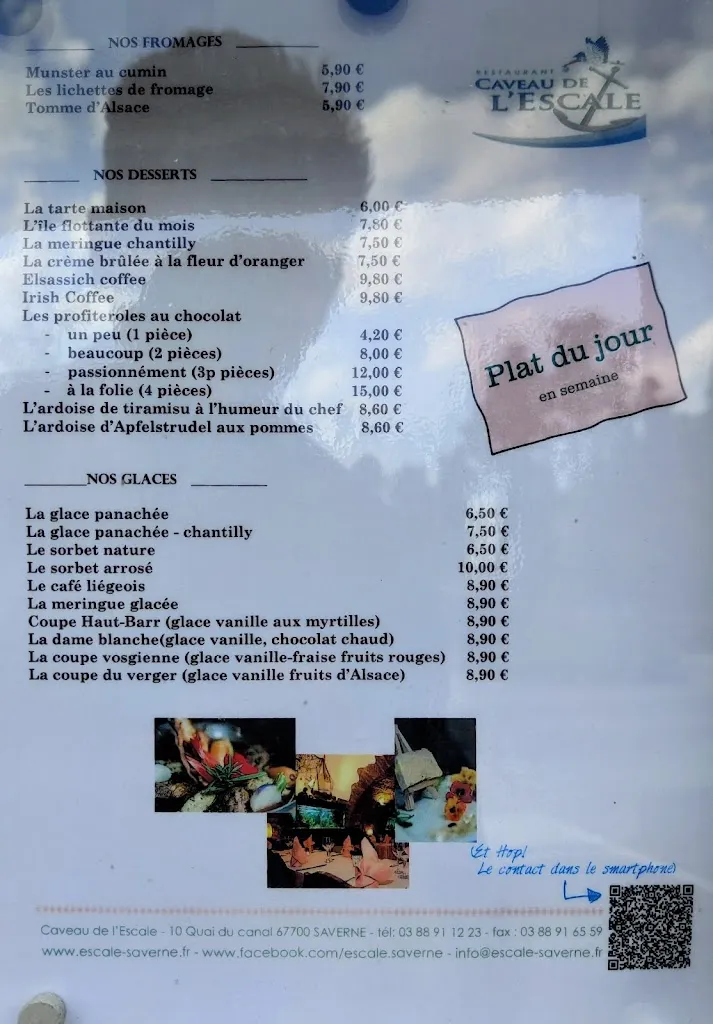 NOS FROMAGES
Munster au cumin 5,90 €
Les lichettes de fromage 7,90 €
Tomme d'Alsace 5,90 €
RESTAURANT
CAVEAU DE
L'ESCALE
NOS DESSERTS
La tarte maison 6,00 €
L'île flottante du mois 7,80 €
La meringue chantilly 7,50 €
La crème brûlée à la fleur d'oranger 7,50 €
Elsassich coffee 9,80 €
Irish Coffee 9,80 €
Les profiteroles au chocolat
- un peu (1 pièce) 4,20 €
- beaucoup (2 pièces) 8,00 €
- passionnément (3p pièces) 12,00 €
- à la folie (4 pièces) 15,00 €
L'ardoise de tiramisu à l'humeur du chef 8,60 €
L'ardoise d'Apfelstrudel aux pommes 8,60 €
Plat du jour
en semaine
NOS GLACES
La glace panachée 6,50 €
La glace panachée - chantilly 7,50 €
Le sorbet nature 6,50 €
Le sorbet arrosé 10,00 €
Le café liégeois 8,90 €
La meringue glacée 8,90 €
Coupe Haut-Barr (glace vanille aux myrtilles) 8,90 €
La dame blanche(glace vanille, chocolat chaud) 8,90 €
La coupe vosgienne (glace vanille-fraise fruits rouges) 8,90 €
La coupe du verger (glace vanille fruits d'Alsace) 8,90 €
(Et Hop!
Le contact dans le smartphone)
Caveau de l'Escale - 10 Quai du canal 67700 SAVERNE - tél: 03 88 91 12 23 - fax : 03 88 91 65 59
www.escale-saverne.fr - www.facebook.com/escale.saverne - info@escale-saverne.fr